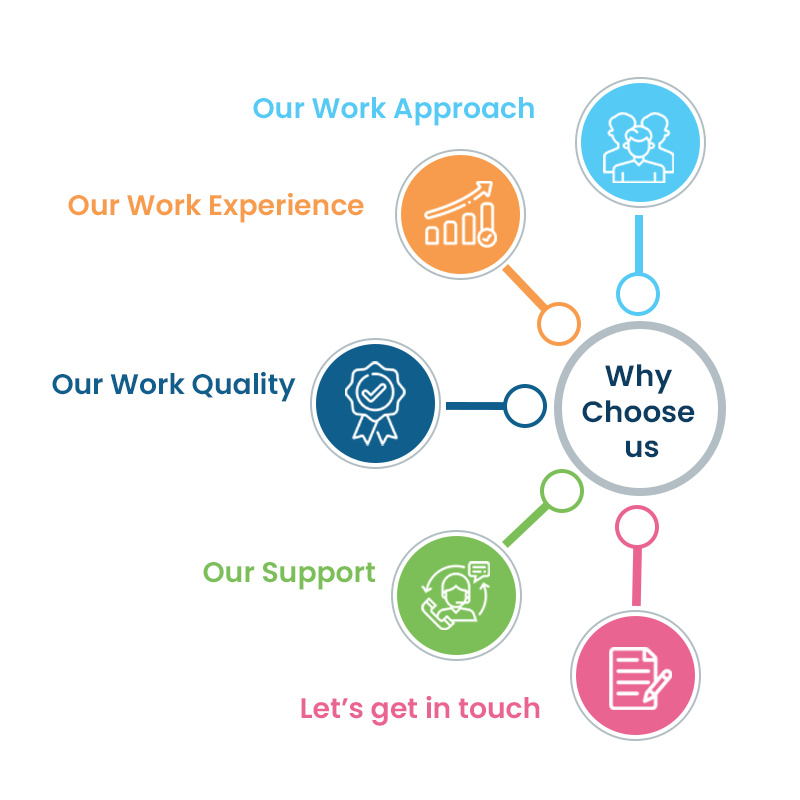 Our Work Approach
Our Work Experience
Why
Choose
us
Our Work Quality
Our Support
Let’s get in touch